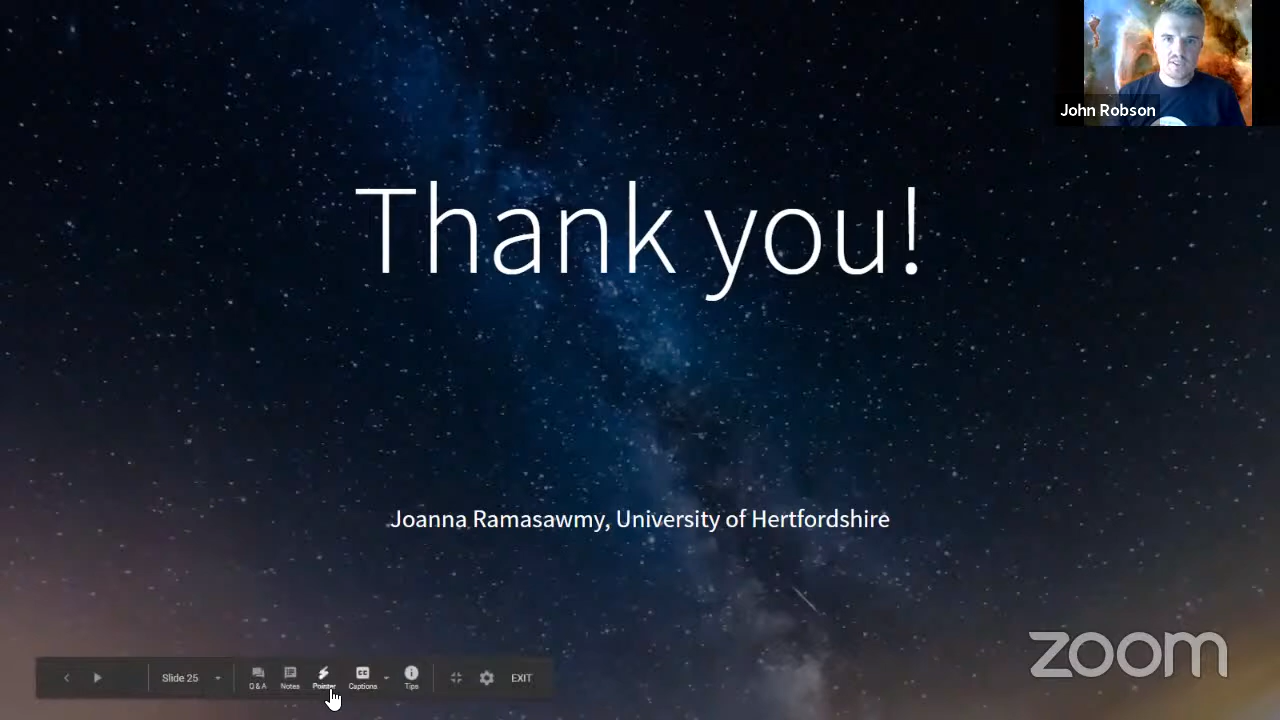 John Robson
Thank you!
Joanna Ramasawmy, University of Hertfordshire
zoom
Slide 25
Q & A
Notes
Pointer
Captions
Tips
EXIT